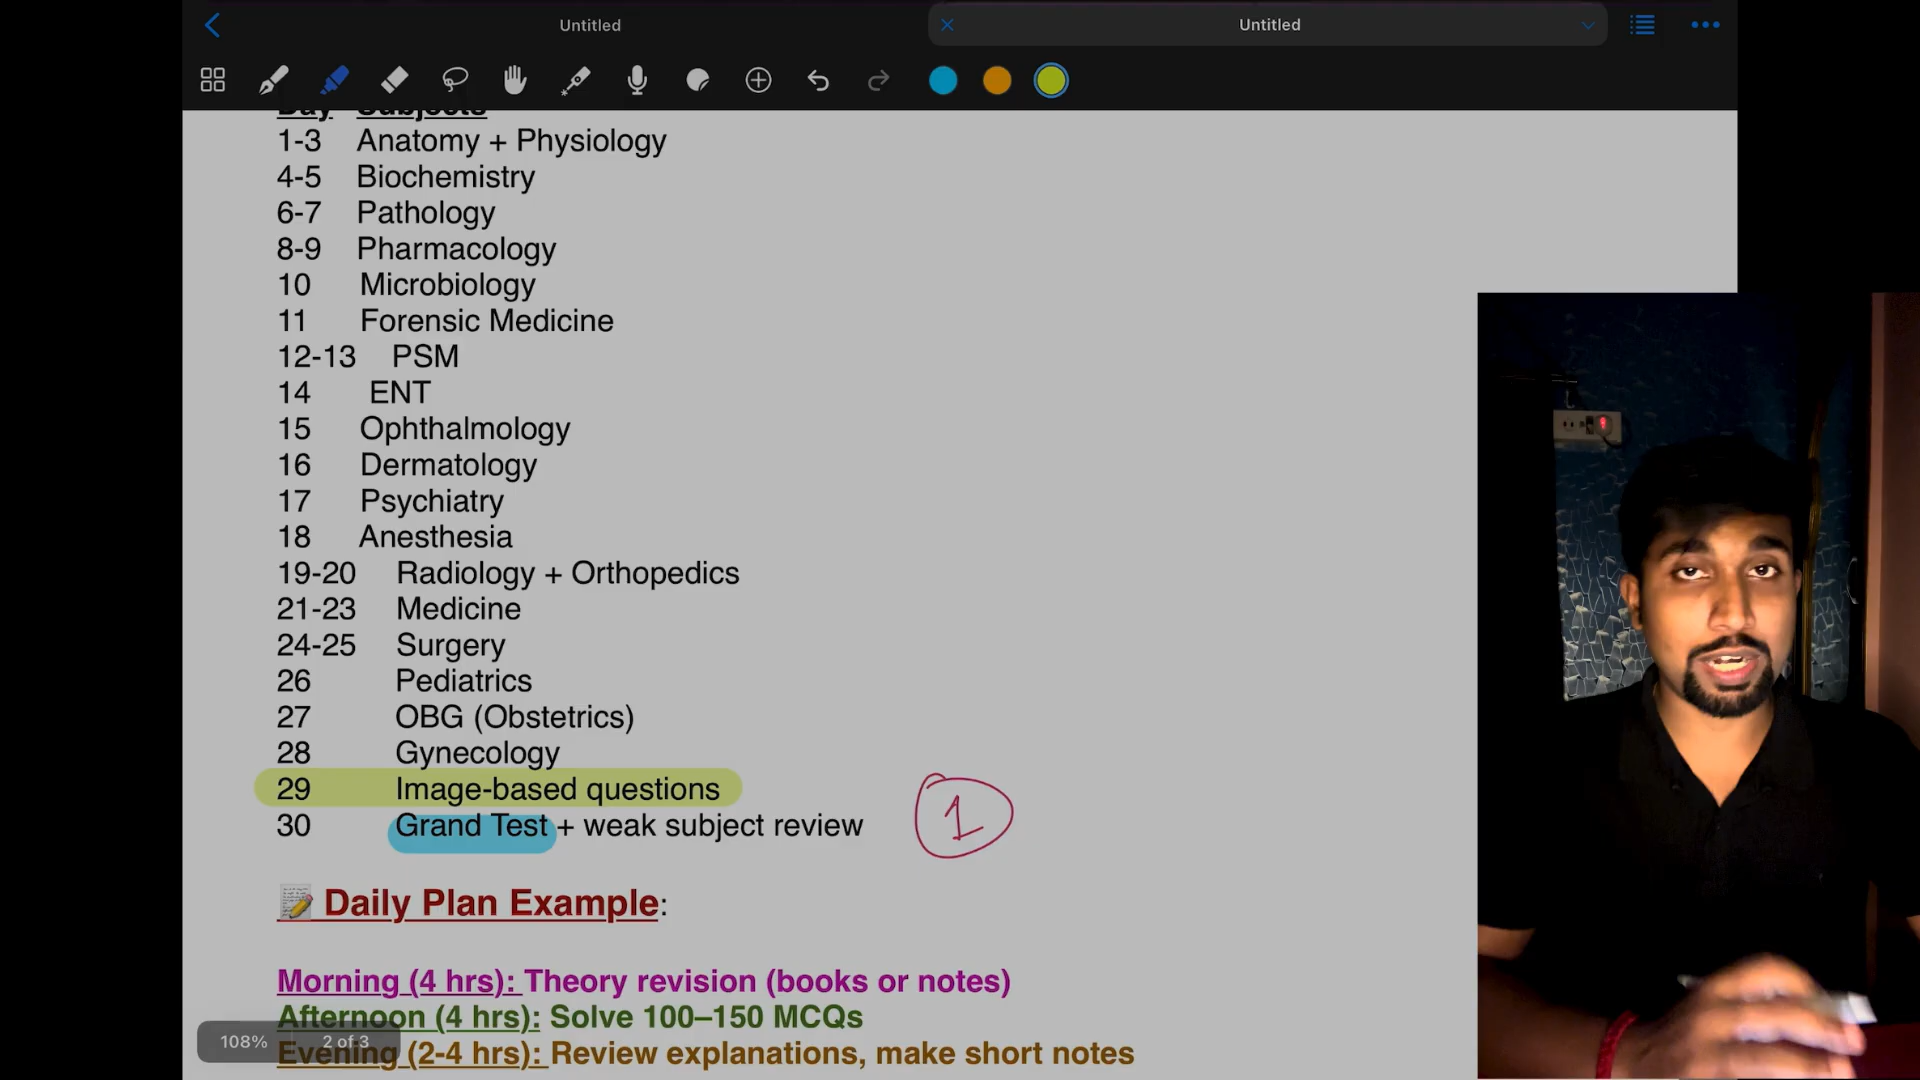 Untitled
Untitled
Day Subjects
1-3 Anatomy + Physiology
4-5 Biochemistry
6-7 Pathology
8-9 Pharmacology
10 Microbiology
11 Forensic Medicine
12-13 PSM
14 ENT
15 Ophthalmology
16 Dermatology
17 Psychiatry
18 Anesthesia
19-20 Radiology + Orthopedics
21-23 Medicine
24-25 Surgery
26 Pediatrics
27 OBG (Obstetrics)
28 Gynecology
29 Image-based questions
30 Grand Test + weak subject review
1
📝 Daily Plan Example:
Morning (4 hrs): Theory revision (books or notes)
Afternoon (4 hrs): Solve 100–150 MCQs
108% 2 of 3
Evening (2-4 hrs): Review explanations, make short notes